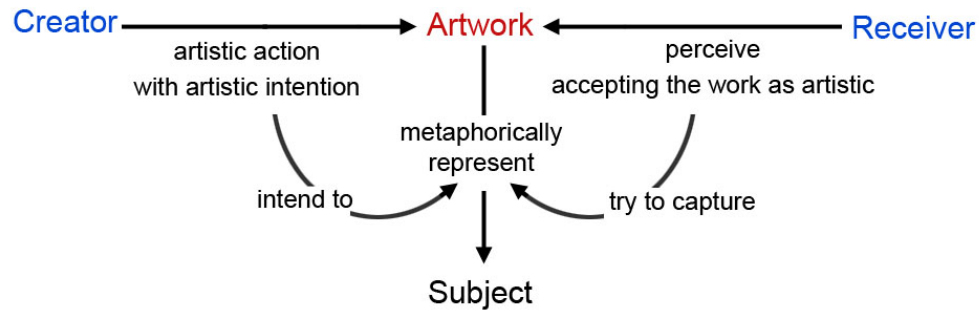 Creator
Artwork
Receiver
artistic action
with artistic intention
perceive
accepting the work as artistic
metaphorically
represent
intend to
try to capture
Subject